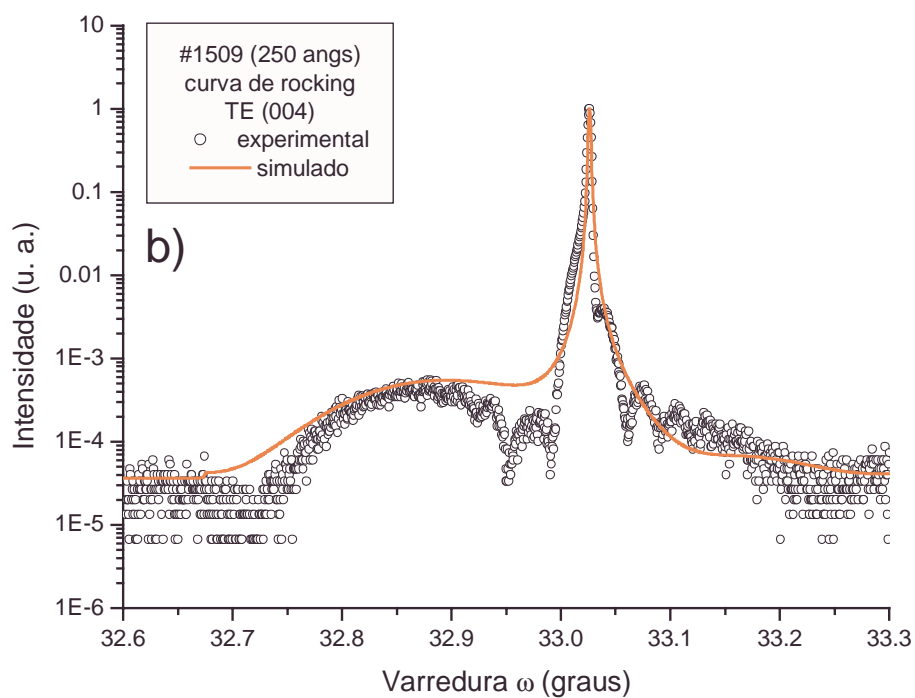 #1509 (250 angs)
curva de rocking
TE (004)
experimental
simulado
b)
Intensidade (u. a.)
10
1
0.1
0.01
1E-3
1E-4
1E-5
1E-6
32.6 32.7 32.8 32.9 33.0 33.1 33.2 33.3
Varredura ω (graus)